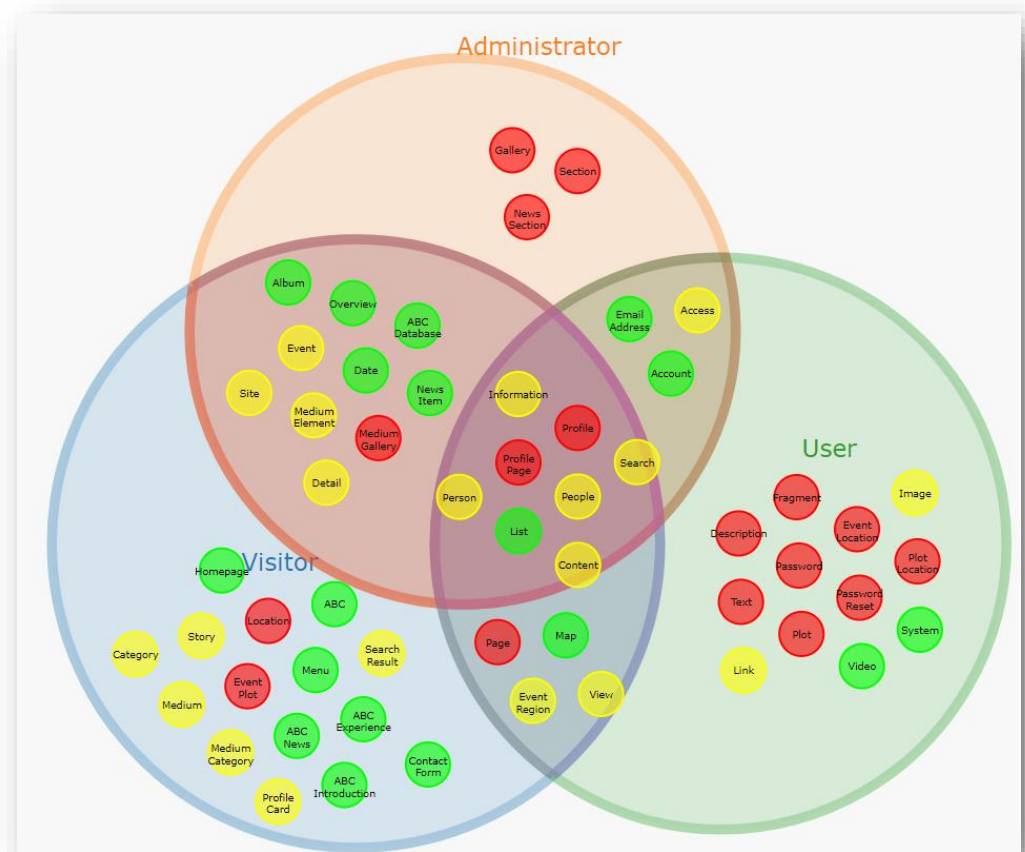 Administrator
Gallery
Section
News
Section
Album
Overview
ABC
Database
Event
Date
Site
News
Item
Medium
Element
Medium
Gallery
Detail
Email
Address
Access
Account
Information
Profile
Profile
Page
Search
Person
People
List
Content
User
Fragment
Image
Description
Event
Location
Password
Plot
Location
Text
Password
Reset
Plot
System
Link
Video
Visitor
Homepage
ABC
Location
Story
Category
Search
Result
Menu
Event
Plot
Medium
ABC
Experience
ABC
News
Medium
Category
Contact
Form
ABC
Introduction
Profile
Card
Page
Map
Event
Region
View